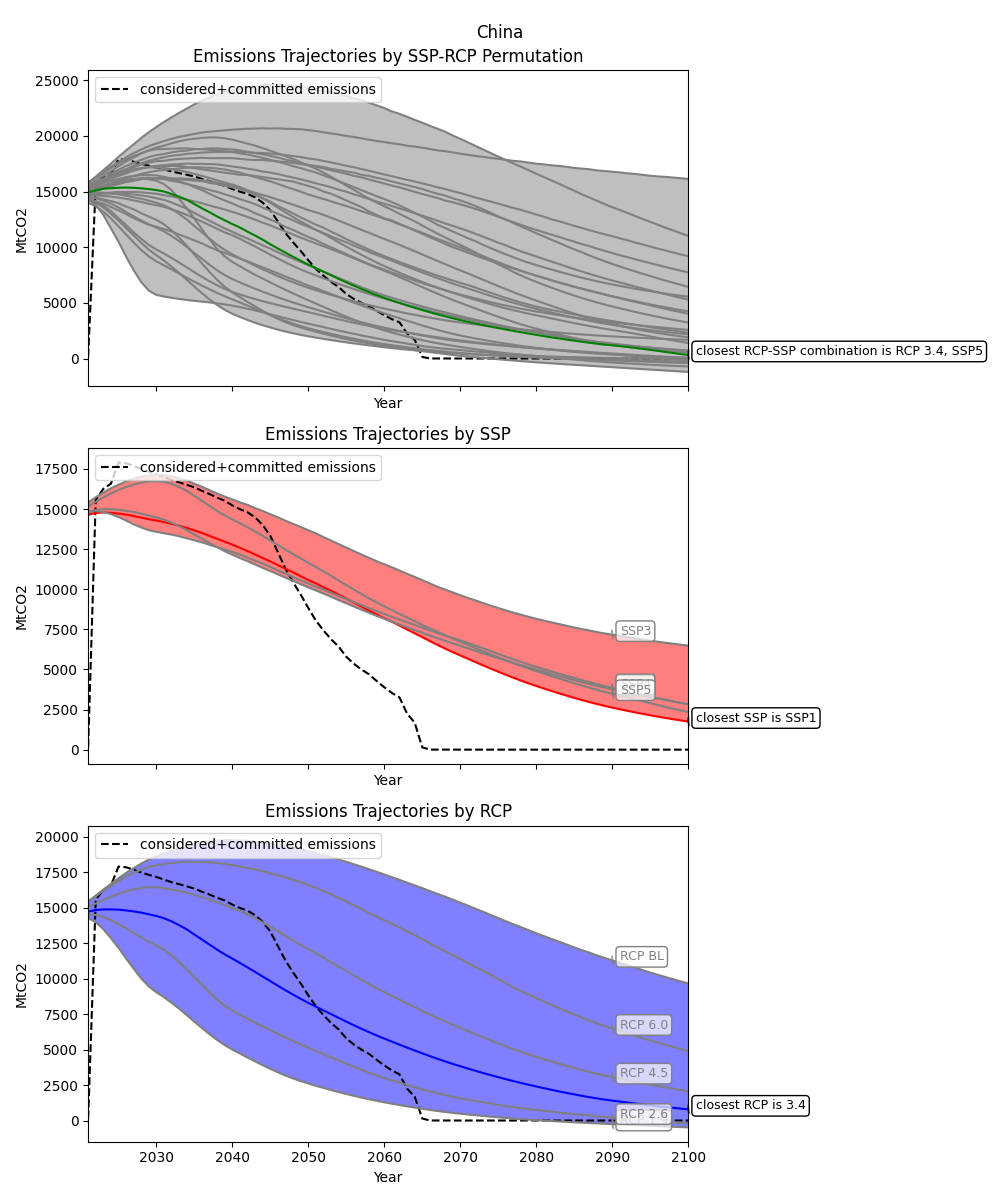 China
Emissions Trajectories by SSP-RCP Permutation
considered+committed emissions
25000
20000
15000
10000
5000
0
MtCO2
closest RCP-SSP combination is RCP 3.4, SSP5
Year
Emissions Trajectories by SSP
considered+committed emissions
17500
15000
12500
10000
7500
5000
2500
0
MtCO2
SSP3
SSP5
closest SSP is SSP1
Year
Emissions Trajectories by RCP
considered+committed emissions
20000
17500
15000
12500
10000
7500
5000
2500
0
MtCO2
RCP BL
RCP 6.0
RCP 4.5
RCP 2.6
closest RCP is 3.4
2030 2040 2050 2060 2070 2080 2090 2100
Year